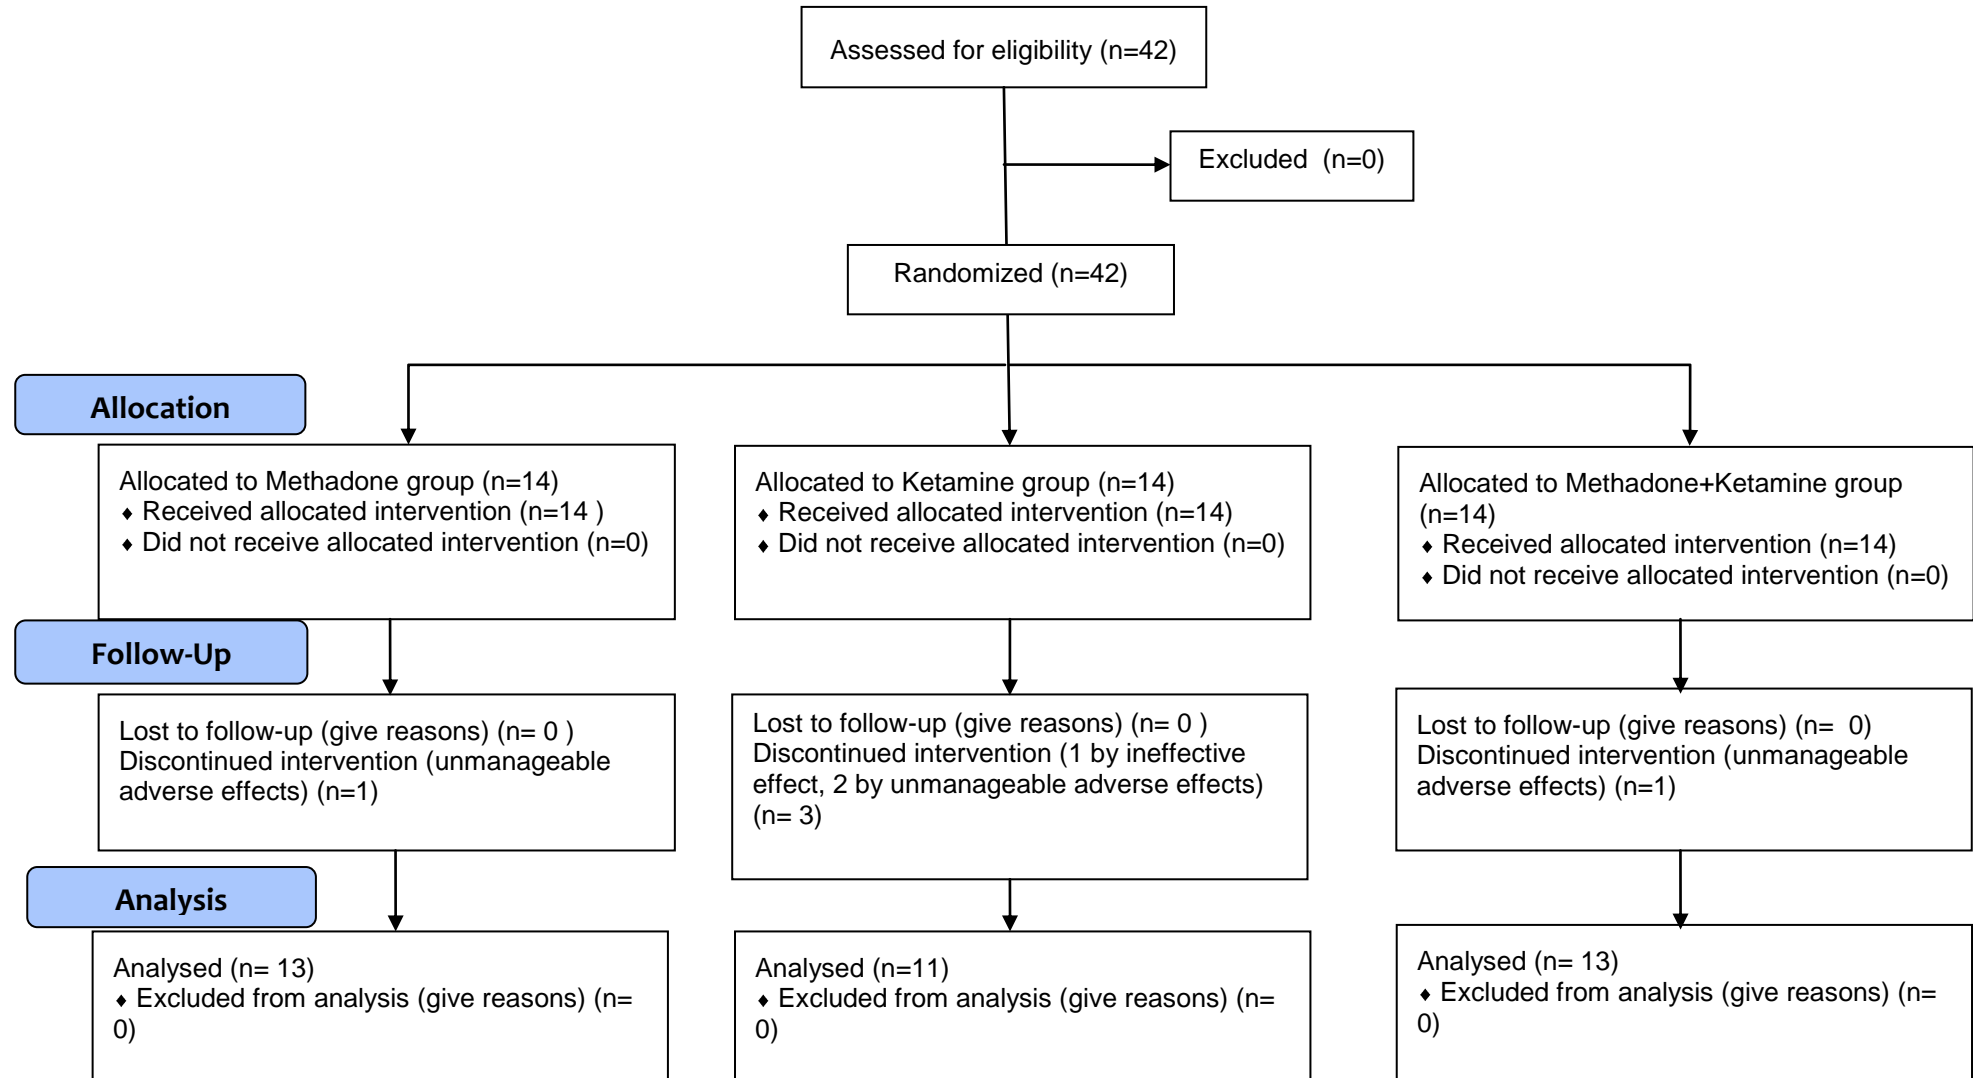 Assessed for eligibility (n=42)
Excluded  (n=0)
Randomized (n=42)
Allocation
Allocated to Methadone group (n=14)
♦ Received allocated intervention (n=14 )
♦ Did not receive allocated intervention (n=0)
Allocated to Ketamine group (n=14)
♦ Received allocated intervention (n=14)
♦ Did not receive allocated intervention (n=0)
Allocated to Methadone+Ketamine group
(n=14)
♦ Received allocated intervention (n=14)
♦ Did not receive allocated intervention (n=0)
Follow-Up
Lost to follow-up (give reasons) (n= 0 )
Discontinued intervention (unmanageable
adverse effects) (n=1)
Lost to follow-up (give reasons) (n= 0 )
Discontinued intervention (1 by ineffective
effect, 2 by unmanageable adverse effects)
(n= 3)
Lost to follow-up (give reasons) (n=  0)
Discontinued intervention (unmanageable
adverse effects) (n=1)
Analysis
Analysed (n= 13)
♦ Excluded from analysis (give reasons) (n=
0)
Analysed (n=11)
♦ Excluded from analysis (give reasons) (n=
0)
Analysed (n= 13)
♦ Excluded from analysis (give reasons) (n=
0)